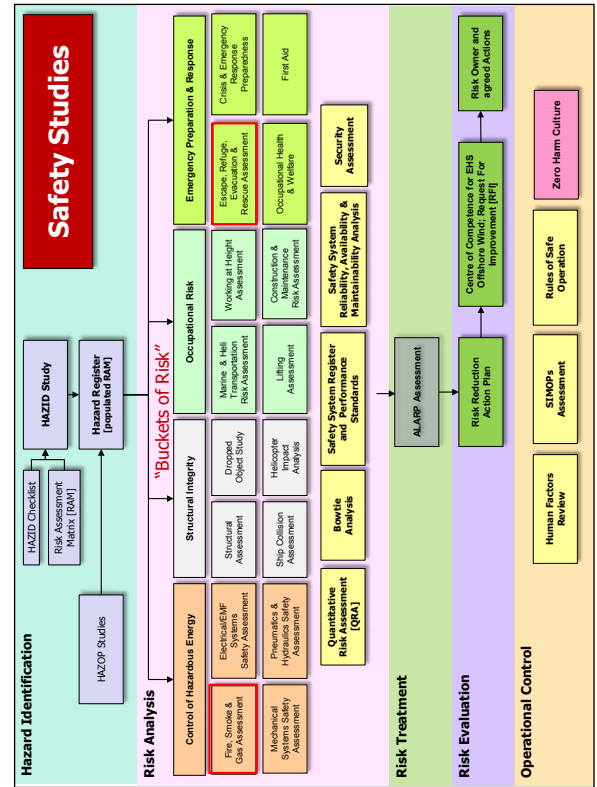 Safety Studies
Hazard Identification
HAZOP Studies
HAZID Checklist
Risk Assessment
Matrix [RAM]
HAZID Study
Hazard Register
[populated RAM]
Risk Analysis
"Buckets of Risk"
Control of Hazardous Energy
Fire, Smoke &
Gas Assessment
Electrical/EMF
Systems
Safety Assessment
Mechanical
Systems Safety
Assessment
Pneumatics &
Hydraulics Safety
Assessment
Structural Integrity
Structural
Assessment
Dropped
Object Study
Ship Collision
Assessment
Helicopter
Impact
Analysis
Occupational Risk
Marine & Heli
Transportation
Risk Assessment
Working at Height
Assessment
Lifting
Assessment
Construction &
Maintenance
Risk Assessment
Emergency Preparation & Response
Escape, Refuge,
Evacuation &
Rescue Assessment
Crisis & Emergency
Response
Preparedness
Occupational Health
& Welfare
First Aid
Quantitative
Risk Assessment
[QRA]
Bowtie
Analysis
Safety System Register
and Performance
Standards
Safety System
Reliability, Availability &
Maintainability Analysis
Security
Assessment
Risk Treatment
ALARP Assessment
Risk Evaluation
Risk Reduction
Action Plan
Centre of Competence for EHS
Offshore Wind; Request For
Improvement [RFI]
Risk Owner and
agreed Actions
Operational Control
Human Factors
Review
SIMOPs
Assessment
Rules of Safe
Operation
Zero Harm Culture